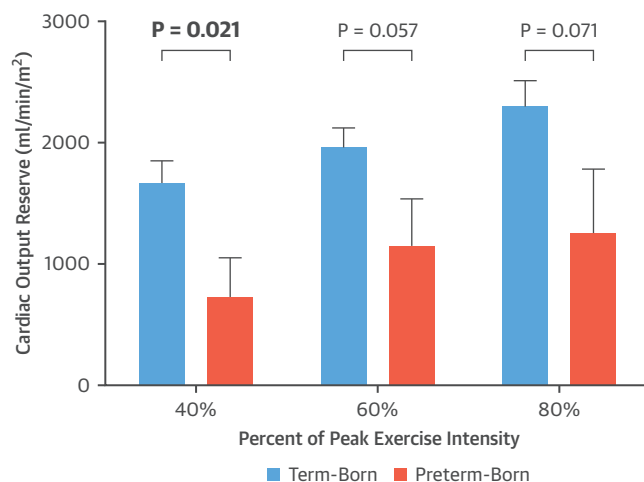 3000
2000
1000
0
Cardiac Output Reserve (ml/min/m²)
P = 0.021
P = 0.057
P = 0.071
40%
60%
80%
Percent of Peak Exercise Intensity
Term-Born
Preterm-Born